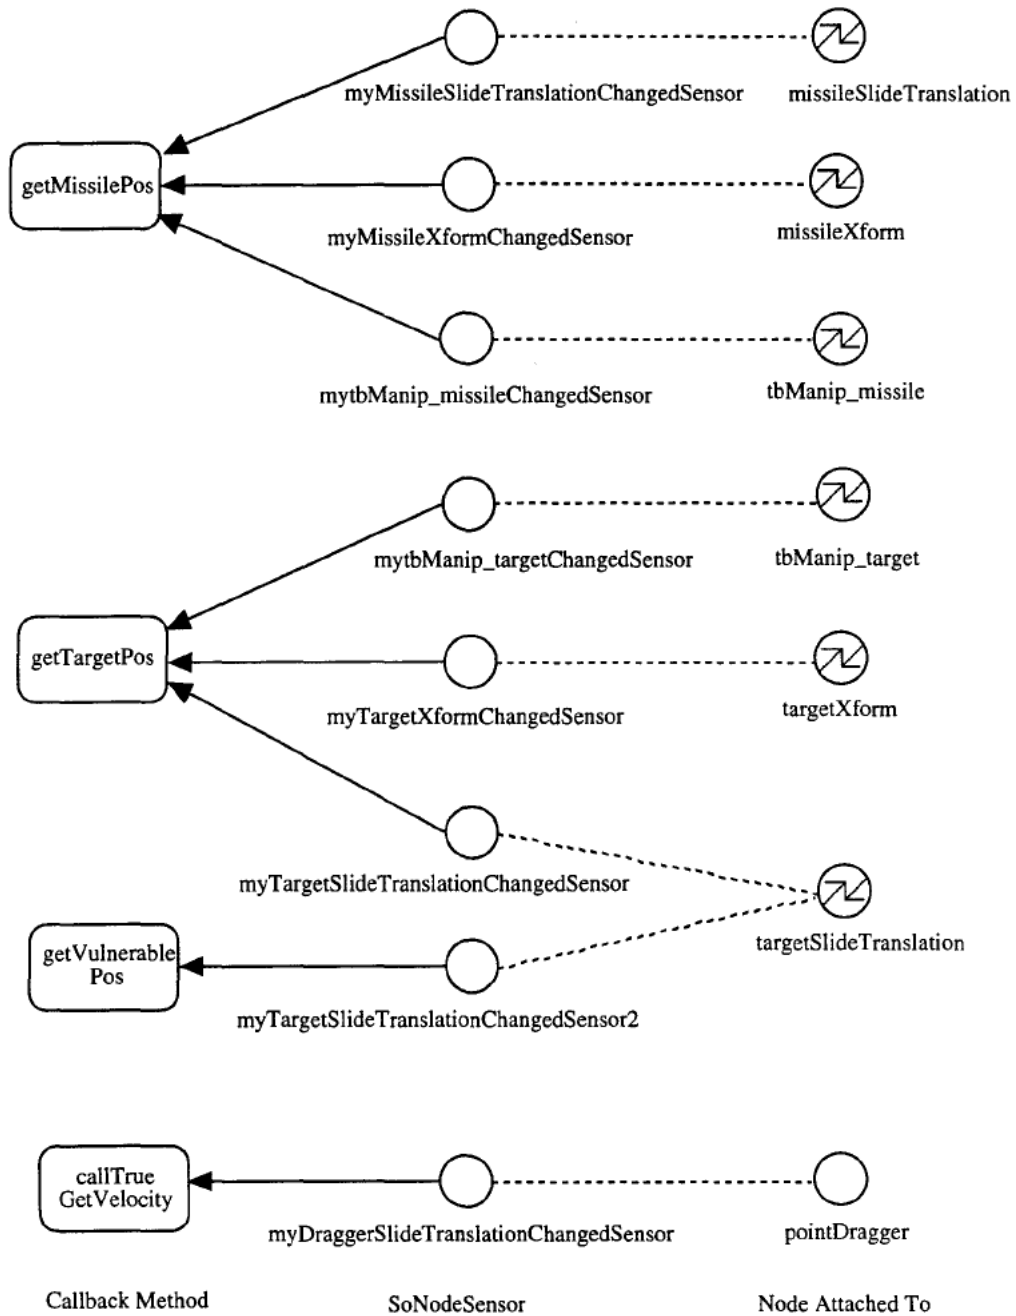 myMissileSlideTranslationChangedSensor
missileSlideTranslation
getMissilePos
myMissileXformChangedSensor
missileXform
mytbManip_missileChangedSensor
tbManip_missile
mytbManip_targetChangedSensor
tbManip_target
getTargetPos
myTargetXformChangedSensor
targetXform
myTargetSlideTranslationChangedSensor
targetSlideTranslation
getVulnerable
Pos
myTargetSlideTranslationChangedSensor2
callTrue
GetVelocity
myDraggerSlideTranslationChangedSensor
pointDragger
Callback Method
SoNodeSensor
Node Attached To